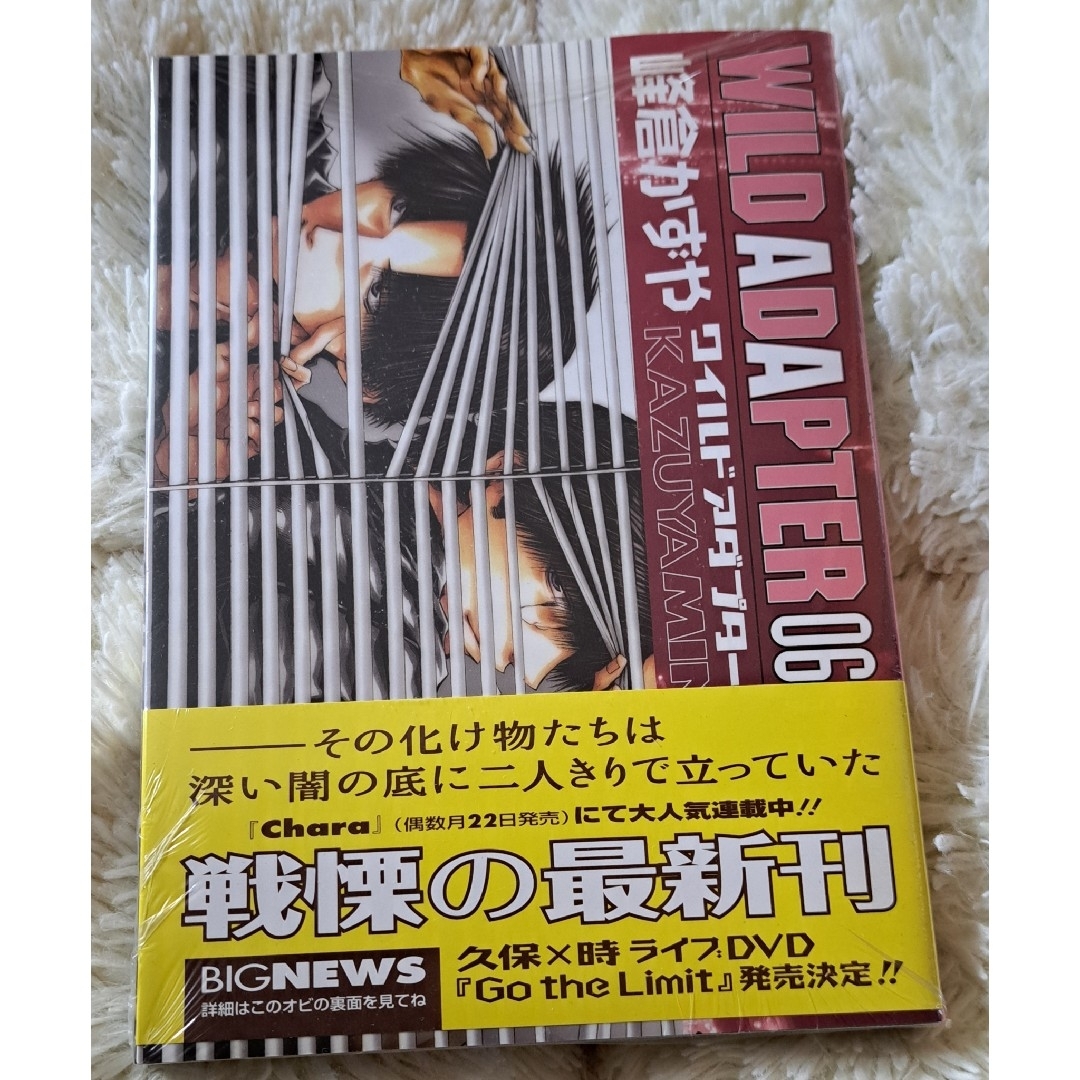 WILD ADAPTER 06
峰倉かずや
ワイルド アダプター
KAZUYAMIN
――その化け物たちは
深い闇の底に二人きりで立っていた
『Chara』(偶数月22日発売)にて大人気連載中!!
戦慄の最新刊
BIGNEWS
詳細はこのオビの裏面を見てね
久保×時 ライブDVD
『Go the Limit』発売決定!!